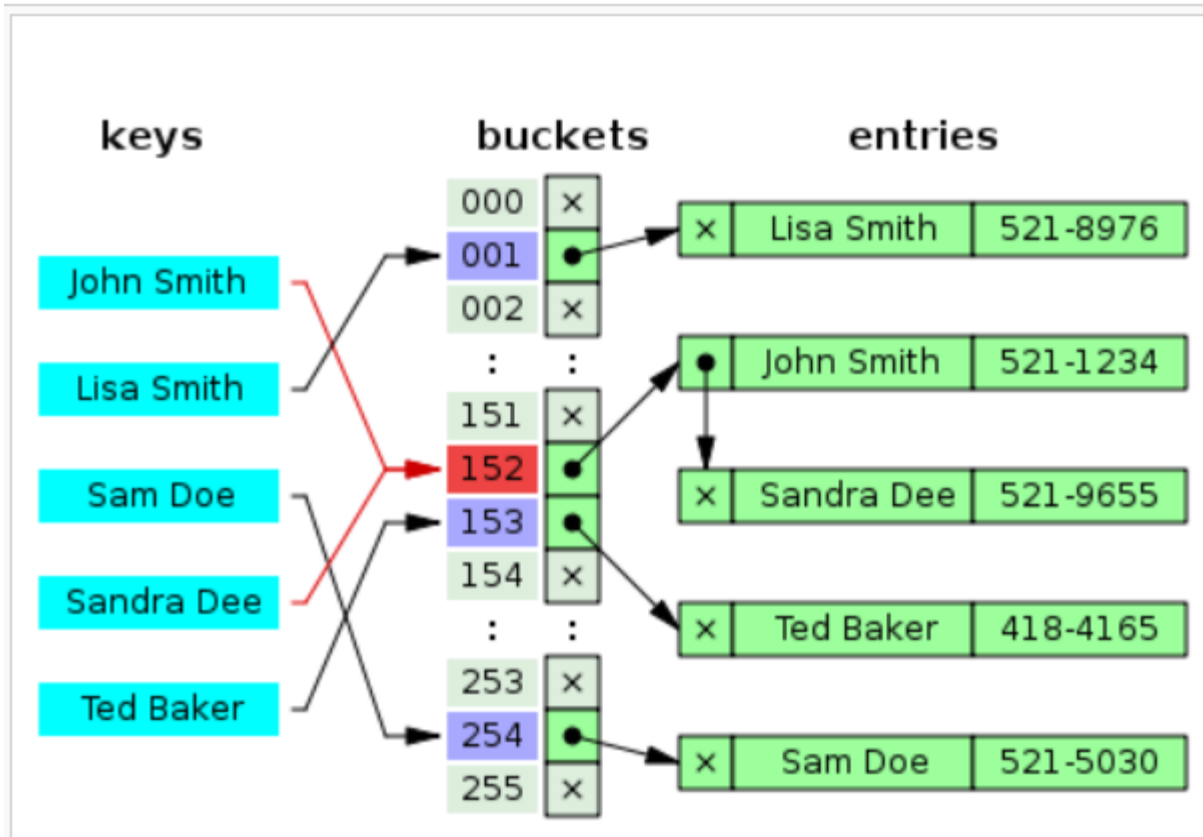 keys buckets entries
000 ×
Lisa Smith 521-8976
×
001
John Smith
002 ×
: :
John Smith 521-1234
Lisa Smith
151 ×
152
Sam Doe
× Sandra Dee 521-9655
153
154 ×
Sandra Dee
× Ted Baker 418-4165
: :
253 ×
Ted Baker
254
× Sam Doe 521-5030
255 ×